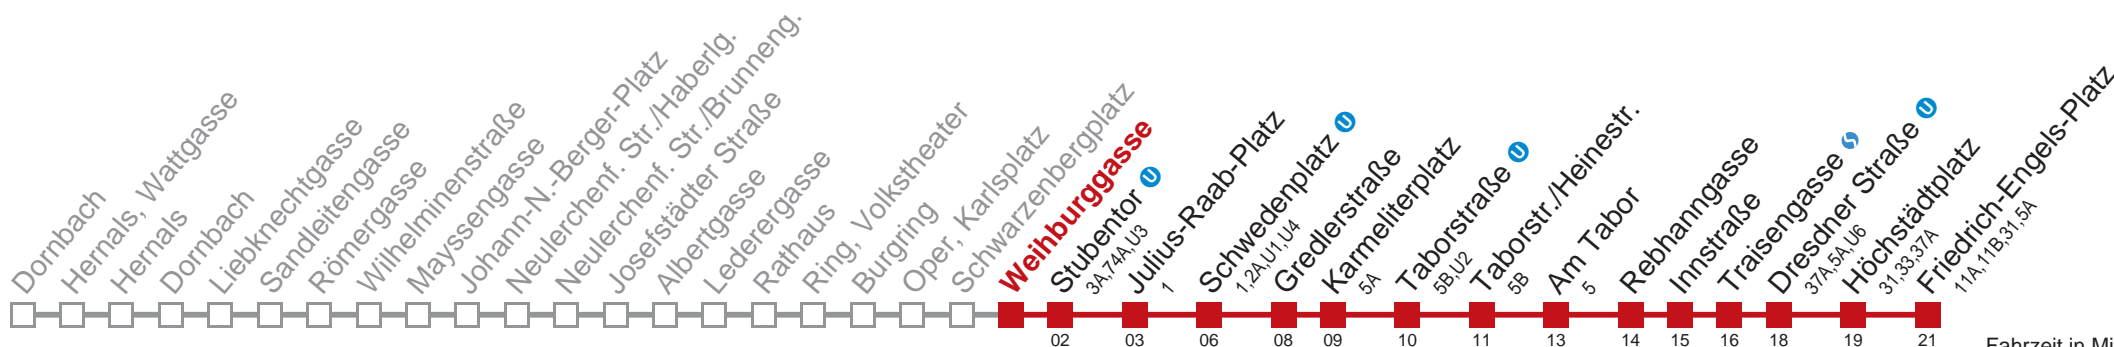 Dornbach
Hernals, Wattgasse
Hernals
Dornbach
Liebknechtgasse
Sandleitengasse
Römergasse
Wilhelminenstraße
Mayssengasse
Johann-N.-Berger-Platz
Neulerchenf. Str./Haberlg.
Neulerchenf. Str./Brunneng.
Josefstädter Straße
Albertgasse
Lederergasse
Rathaus
Ring, Volkstheater
Burgring
Oper, Karlsplatz
Schwarzenbergplatz
Weihburggasse
Stubentor U
3A,74A,U3
Julius-Raab-Platz
1
Schwedenplatz U
1,2A,U1,U4
Gredlerstraße
Karmeliterplatz
5A
Taborstraße U
5B,U2
Taborstr./Heinestr.
5B
Am Tabor
5
Rebhanngasse
Innstraße
Traisengasse
Dresdner Straße U
37A,5A,U6
Höchstädtplatz
31,33,37A
Friedrich-Engels-Platz
11A,11B,31,5A
02 03 06 08 09 10 11 13 14 15 16 18 19 21
Fahrzeit in Mi